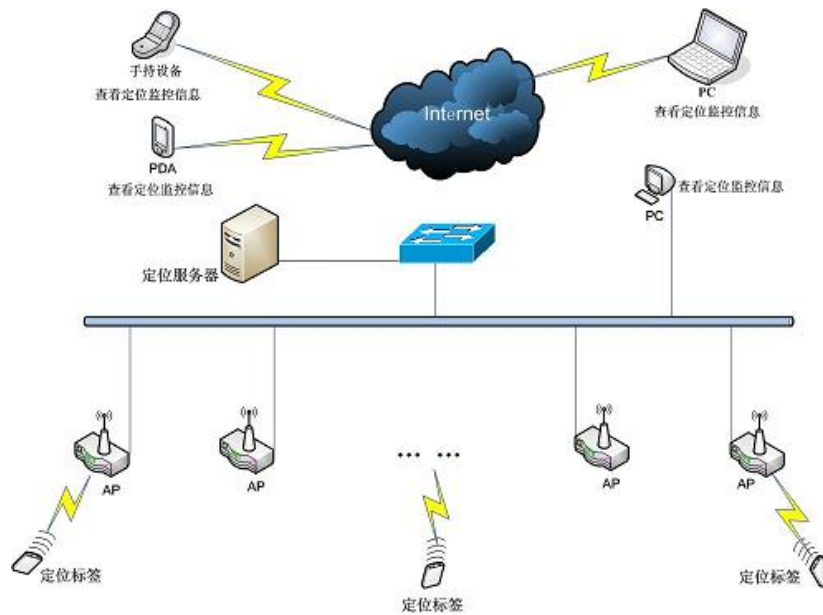 手持设备
查看定位监控信息
Internet
PC
查看定位监控信息
PDA
查看定位监控信息
查看定位监控信息
PC
定位服务器
AP
AP
... ...
AP
AP
定位标签
定位标签
定位标签